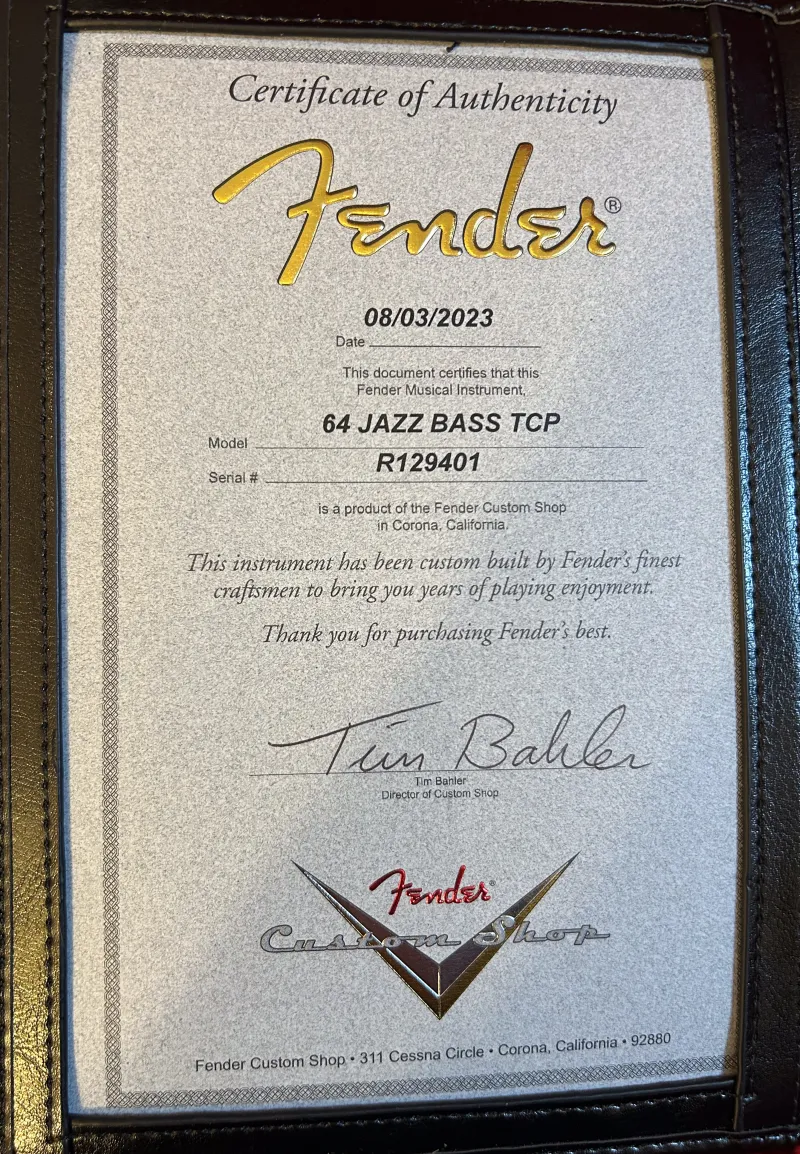 Certificate of Authenticity
Fender®
08/03/2023
Date
This document certifies that this
Fender Musical Instrument,
64 JAZZ BASS TCP
Model
R129401
Serial #
is a product of the Fender Custom Shop
in Corona, California.
This instrument has been custom built by Fender's finest
craftsmen to bring you years of playing enjoyment.
Thank you for purchasing Fender's best.
Tim Bahler
Tim Bahler
Director of Custom Shop
Fender®
Custom Shop
Fender Custom Shop • 311 Cessna Circle • Corona, California • 92880